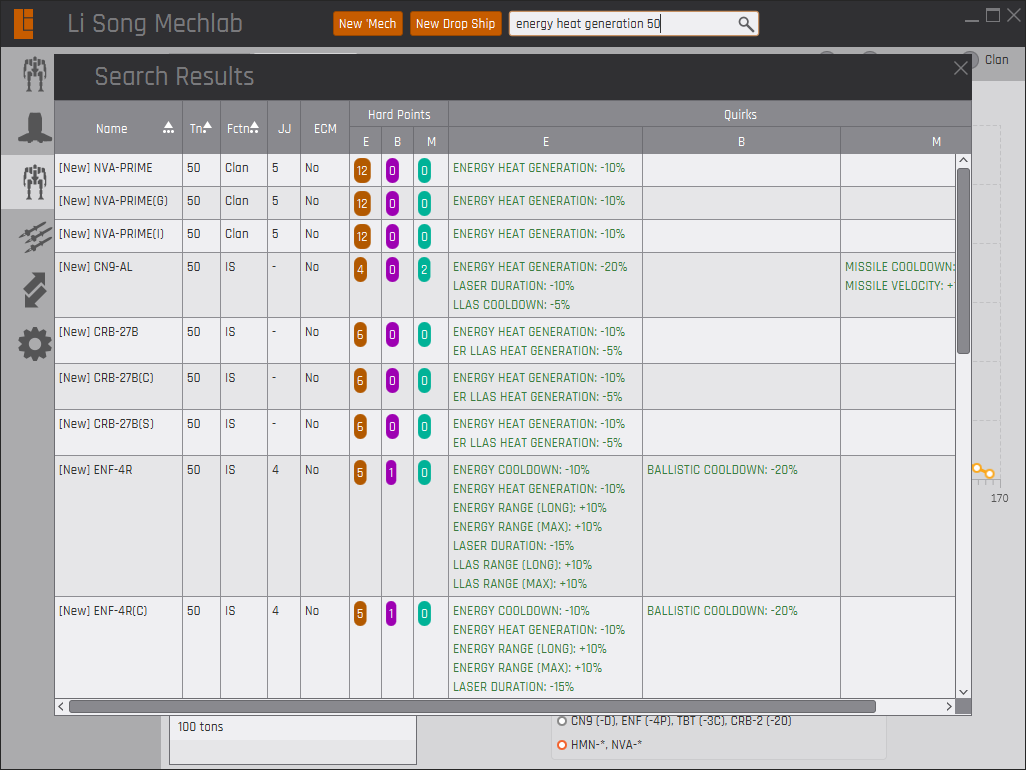 Li Song Mechlab
New 'Mech
New Drop Ship
energy heat generation 50
Clan
Search Results
Name
Tn
Fctn
JJ
ECM
Hard Points
Quirks
E B M E B M
[New] NVA-PRIME 50 Clan 5 No 12 0 0 ENERGY HEAT GENERATION: -10%
[New] NVA-PRIME(G) 50 Clan 5 No 12 0 0 ENERGY HEAT GENERATION: -10%
[New] NVA-PRIME(I) 50 Clan 5 No 12 0 0 ENERGY HEAT GENERATION: -10%
[New] CN9-AL 50 IS - No 4 0 2 ENERGY HEAT GENERATION: -20% MISSILE COOLDOWN:
LASER DURATION: -10% MISSILE VELOCITY: +
LLAS COOLDOWN: -5%
[New] CRB-27B 50 IS - No 6 0 0 ENERGY HEAT GENERATION: -10%
ER LLAS HEAT GENERATION: -5%
[New] CRB-27B(C) 50 IS - No 6 0 0 ENERGY HEAT GENERATION: -10%
ER LLAS HEAT GENERATION: -5%
[New] CRB-27B(S) 50 IS - No 6 0 0 ENERGY HEAT GENERATION: -10%
ER LLAS HEAT GENERATION: -5%
[New] ENF-4R 50 IS 4 No 5 1 0 ENERGY COOLDOWN: -10% BALLISTIC COOLDOWN: -20%
ENERGY HEAT GENERATION: -10%
ENERGY RANGE (LONG): +10%
ENERGY RANGE (MAX): +10%
LASER DURATION: -15%
LLAS RANGE (LONG): +10%
LLAS RANGE (MAX): +10%
[New] ENF-4R(C) 50 IS 4 No 5 1 0 ENERGY COOLDOWN: -10% BALLISTIC COOLDOWN: -20%
ENERGY HEAT GENERATION: -10%
ENERGY RANGE (LONG): +10%
ENERGY RANGE (MAX): +10%
LASER DURATION: -15%
170
100 tons
CN9 (-D), ENF (-4P), TBT (-3C), CRB-2 (-20)
HMN-*, NVA-*